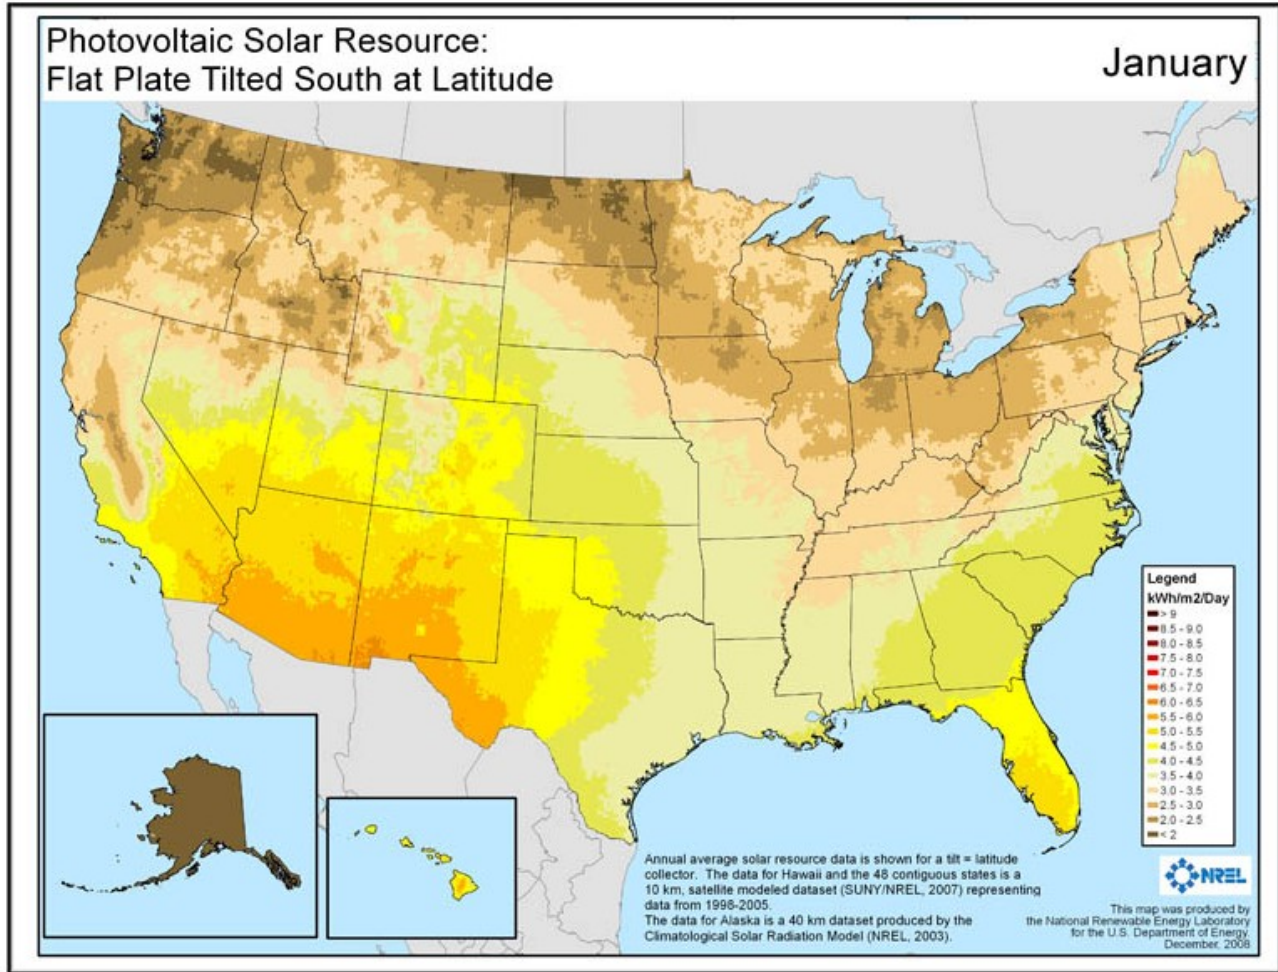 Photovoltaic Solar Resource:
Flat Plate Tilted South at Latitude
January
Legend
kWh/m2/Day
> 9
8.5 - 9.0
8.0 - 8.5
7.5 - 8.0
7.0 - 7.5
6.5 - 7.0
6.0 - 6.5
5.5 - 6.0
5.0 - 5.5
4.5 - 5.0
4.0 - 4.5
3.5 - 4.0
3.0 - 3.5
2.5 - 3.0
2.0 - 2.5
< 2
Annual average solar resource data is shown for a tilt = latitude
collector. The data for Hawaii and the 48 contiguous states is a
10 km, satellite modeled dataset (SUNY/NREL, 2007) representing
data from 1998-2005.
The data for Alaska is a 40 km dataset produced by the
Climatological Solar Radiation Model (NREL, 2003).
NREL
This map was produced by
the National Renewable Energy Laboratory
for the U.S. Department of Energy.
December, 2008